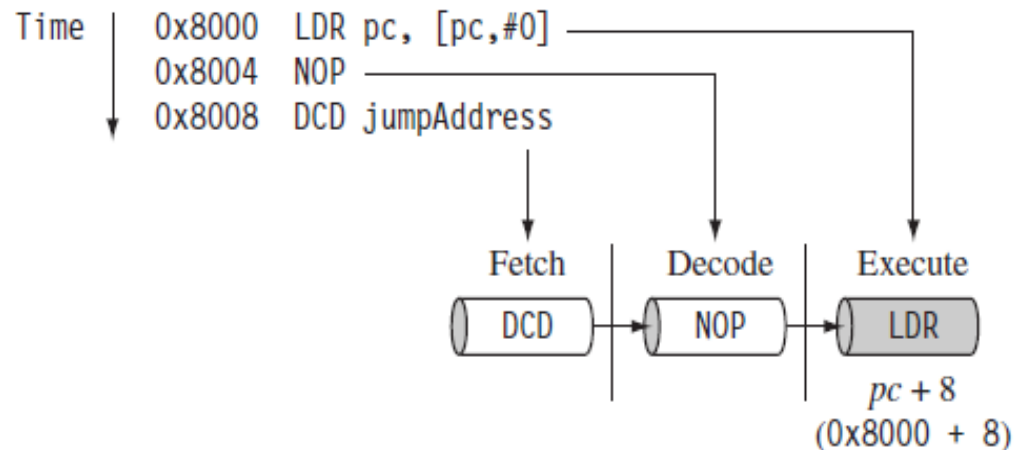 Time 0x8000 LDR pc, [pc,#0]
0x8004 NOP
0x8008 DCD jumpAddress
Fetch Decode Execute
DCD NOP LDR
pc + 8
(0x8000 + 8)